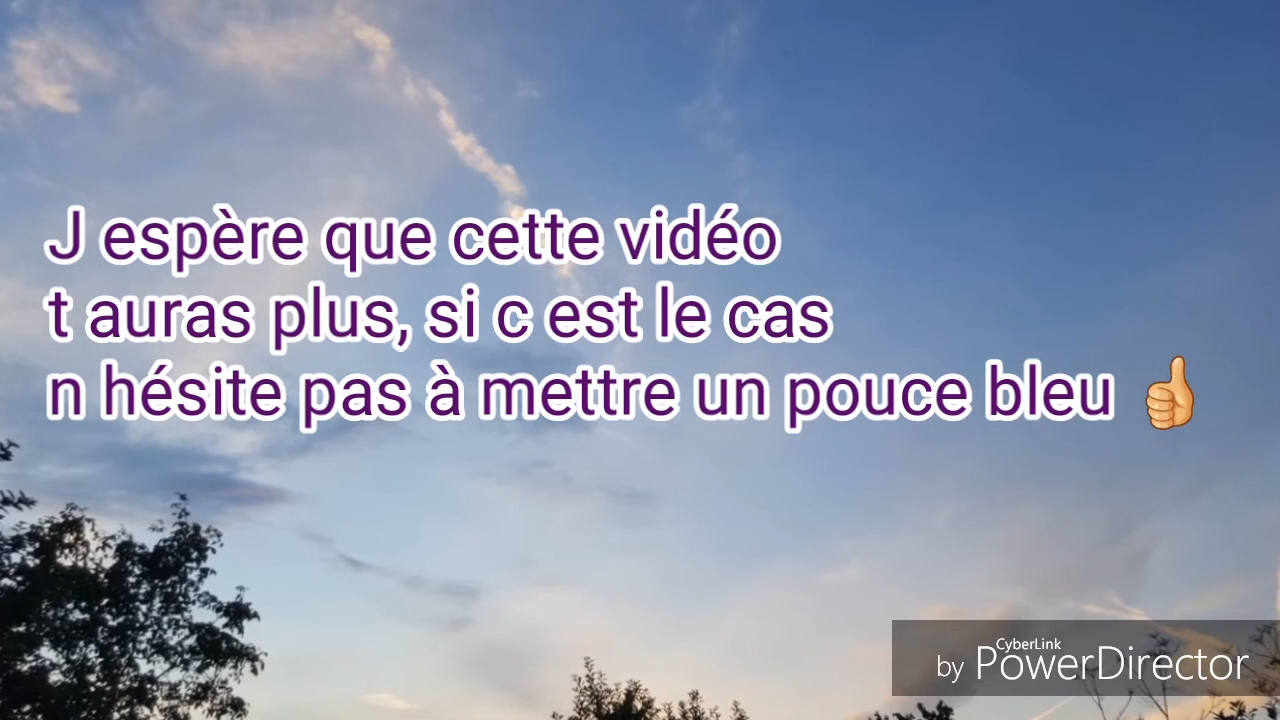 J espère que cette vidéo
t auras plus, si c est le cas
n hésite pas à mettre un pouce bleu 👍
CyberLink
by PowerDirector